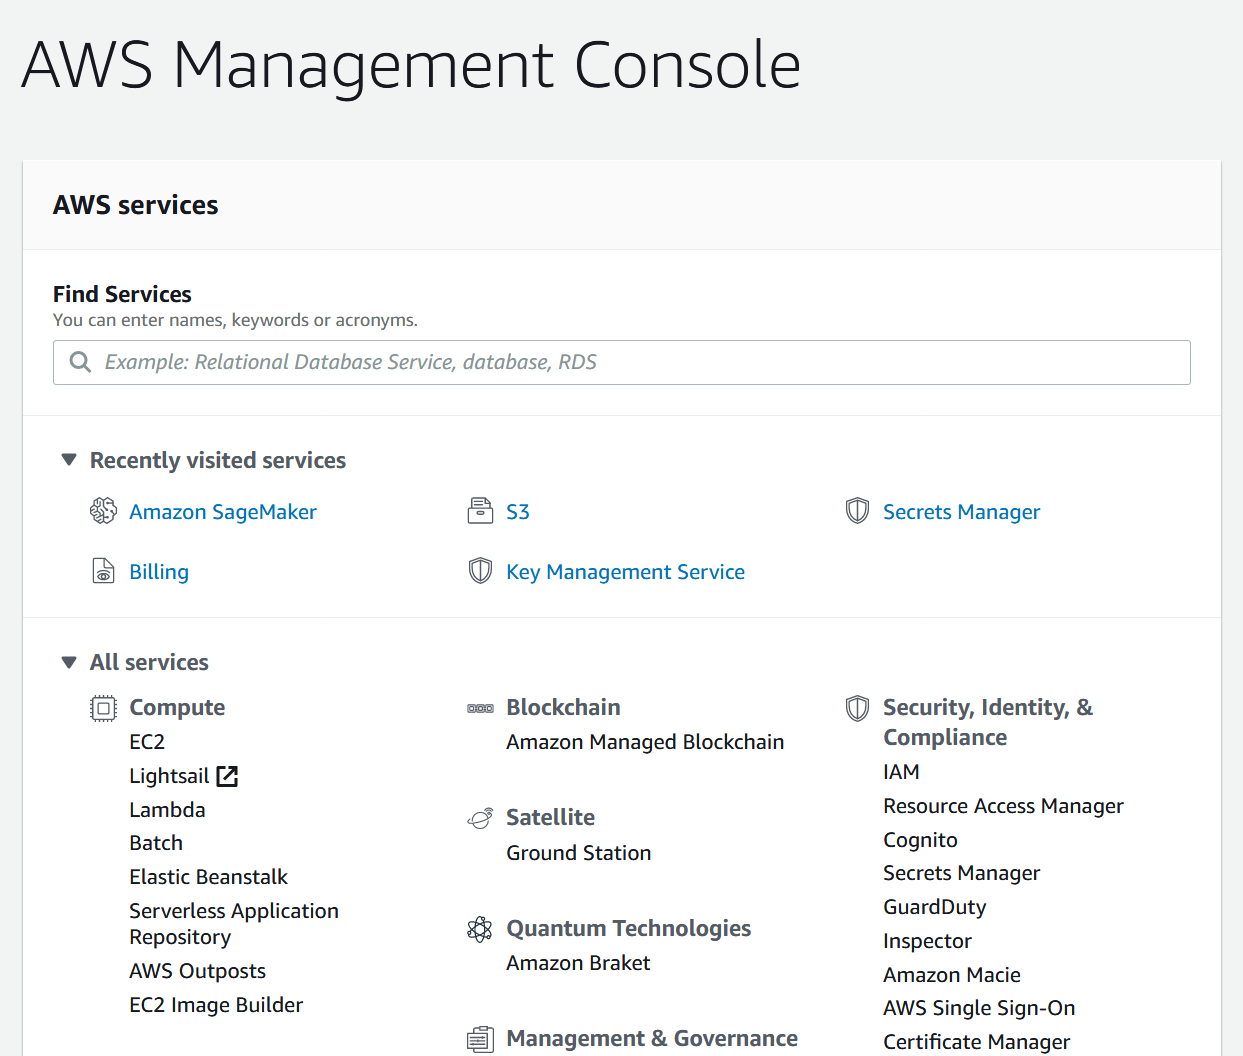 AWS Management Console
AWS services
Find Services
You can enter names, keywords or acronyms.
Example: Relational Database Service, database, RDS
Recently visited services
Amazon SageMaker
S3
Secrets Manager
Billing
Key Management Service
All services
Compute
EC2
Lightsail
Lambda
Batch
Elastic Beanstalk
Serverless Application
Repository
AWS Outposts
EC2 Image Builder
Blockchain
Amazon Managed Blockchain
Satellite
Ground Station
Quantum Technologies
Amazon Braket
Management & Governance
Security, Identity, &
Compliance
IAM
Resource Access Manager
Cognito
Secrets Manager
GuardDuty
Inspector
Amazon Macie
AWS Single Sign-On
Certificate Manager